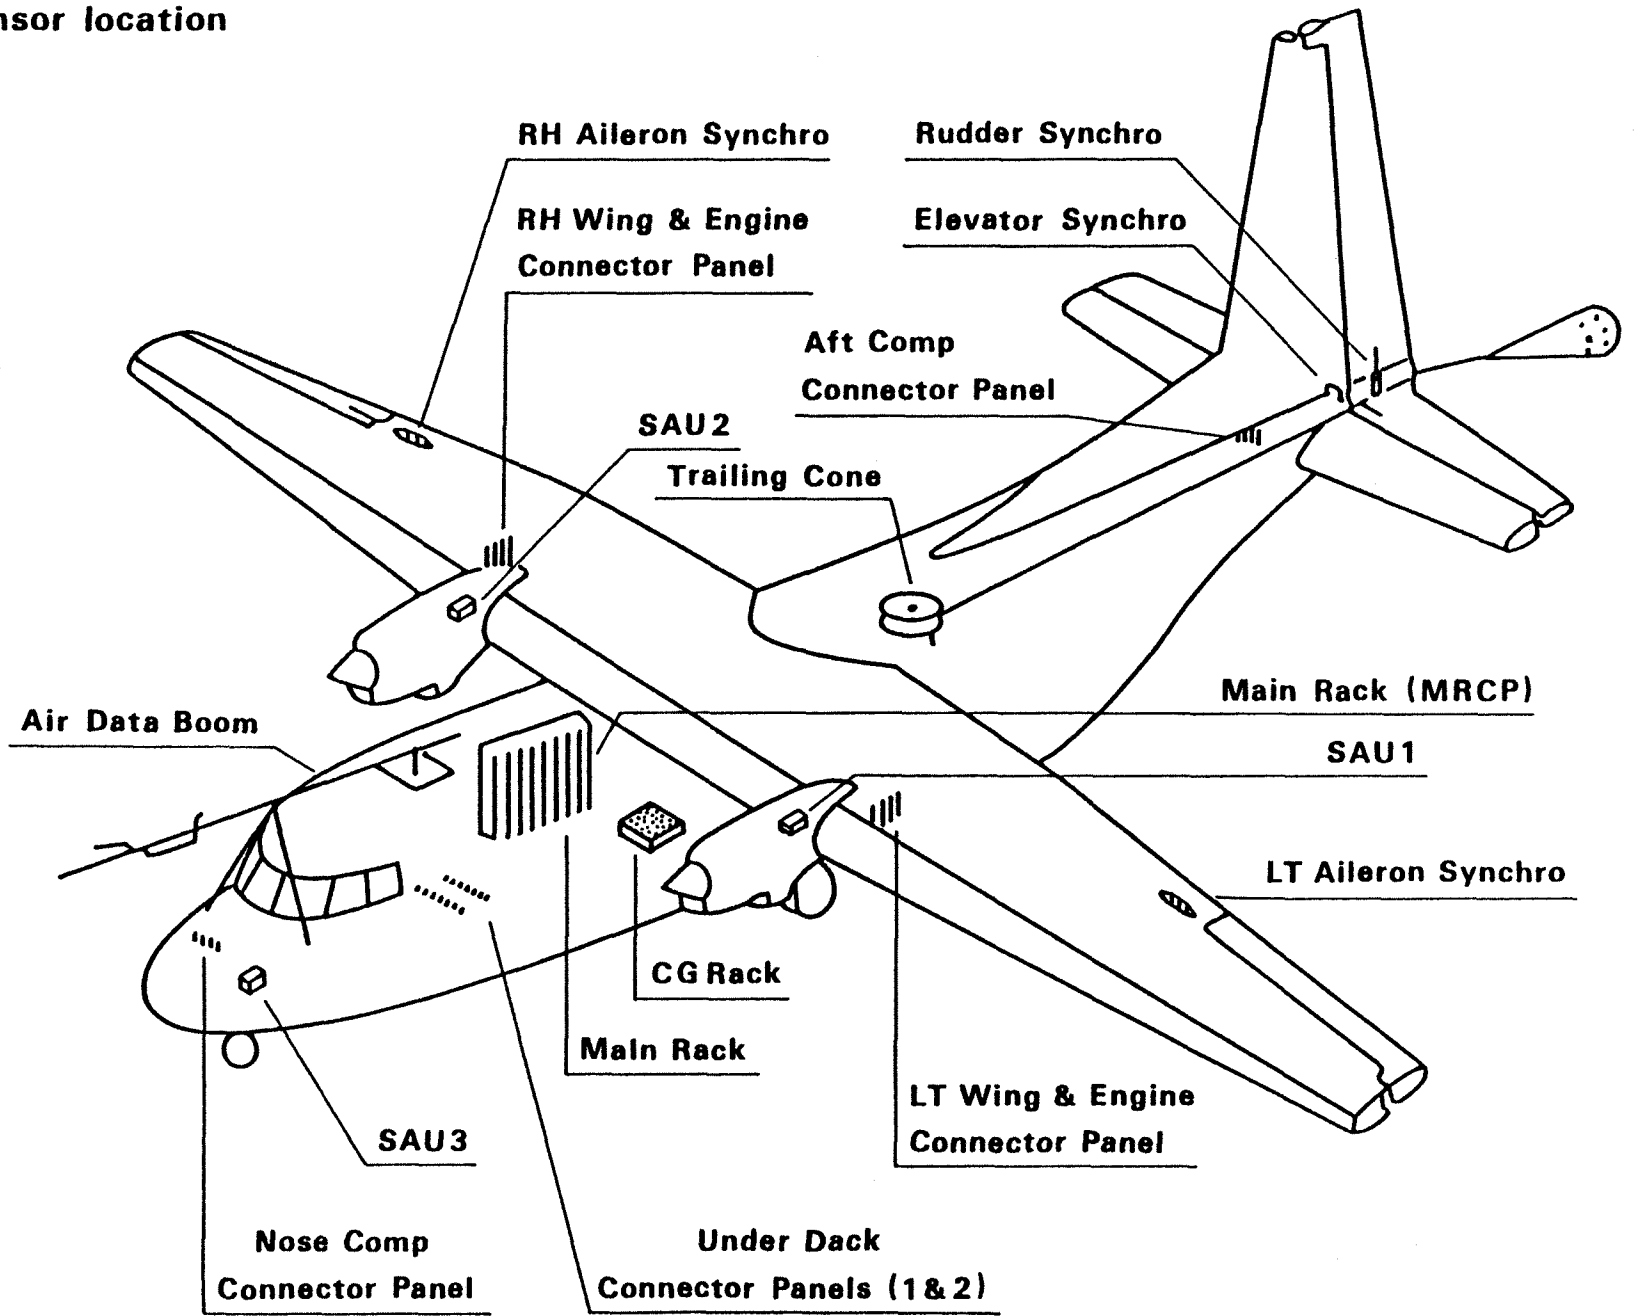 nsor location
RH Aileron Synchro
Rudder Synchro
RH Wing & Engine
Connector Panel
Elevator Synchro
Aft Comp
Connector Panel
SAU2
Trailing Cone
Main Rack (MRCP)
Air Data Boom
SAU1
LT Aileron Synchro
CG Rack
MaIn Rack
LT Wing & Engine
Connector Panel
SAU3
Nose Comp
Connector Panel
Under Dack
Connector Panels (1&2)